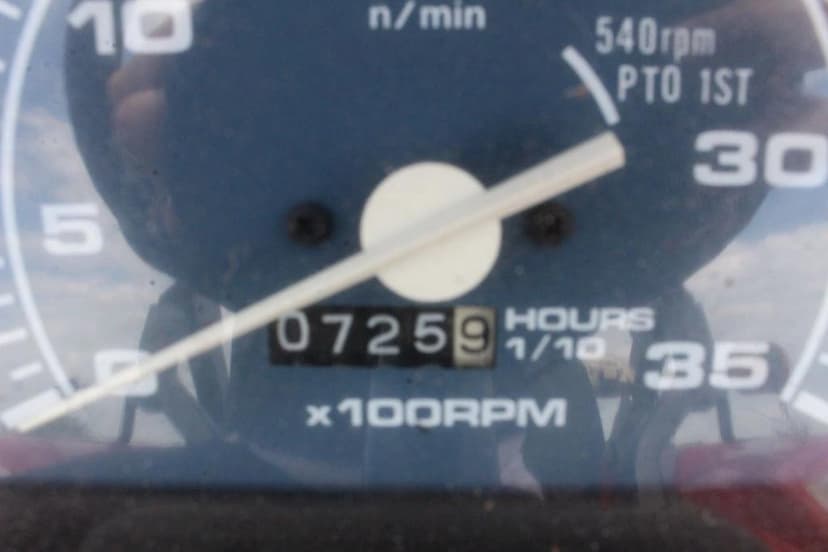 10
n/min
540rpm
PTO 1ST
30
5
07259
HOURS
1/10
0
35
x100RPM